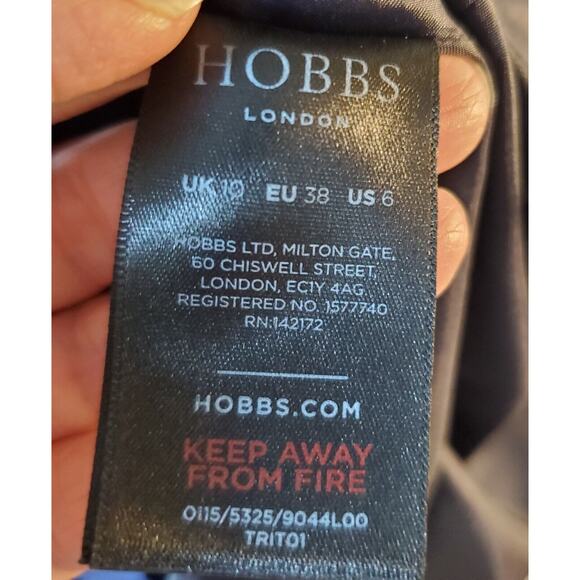 HOBBS
LONDON
UK 10 EU 38 US 6
HOBBS LTD, MILTON GATE,
60 CHISWELL STREET,
LONDON, EC1Y 4AG
REGISTERED NO. 1577740
RN:142172
HOBBS.COM
KEEP AWAY
FROM FIRE
0115/5325/9044L00
TRIT01